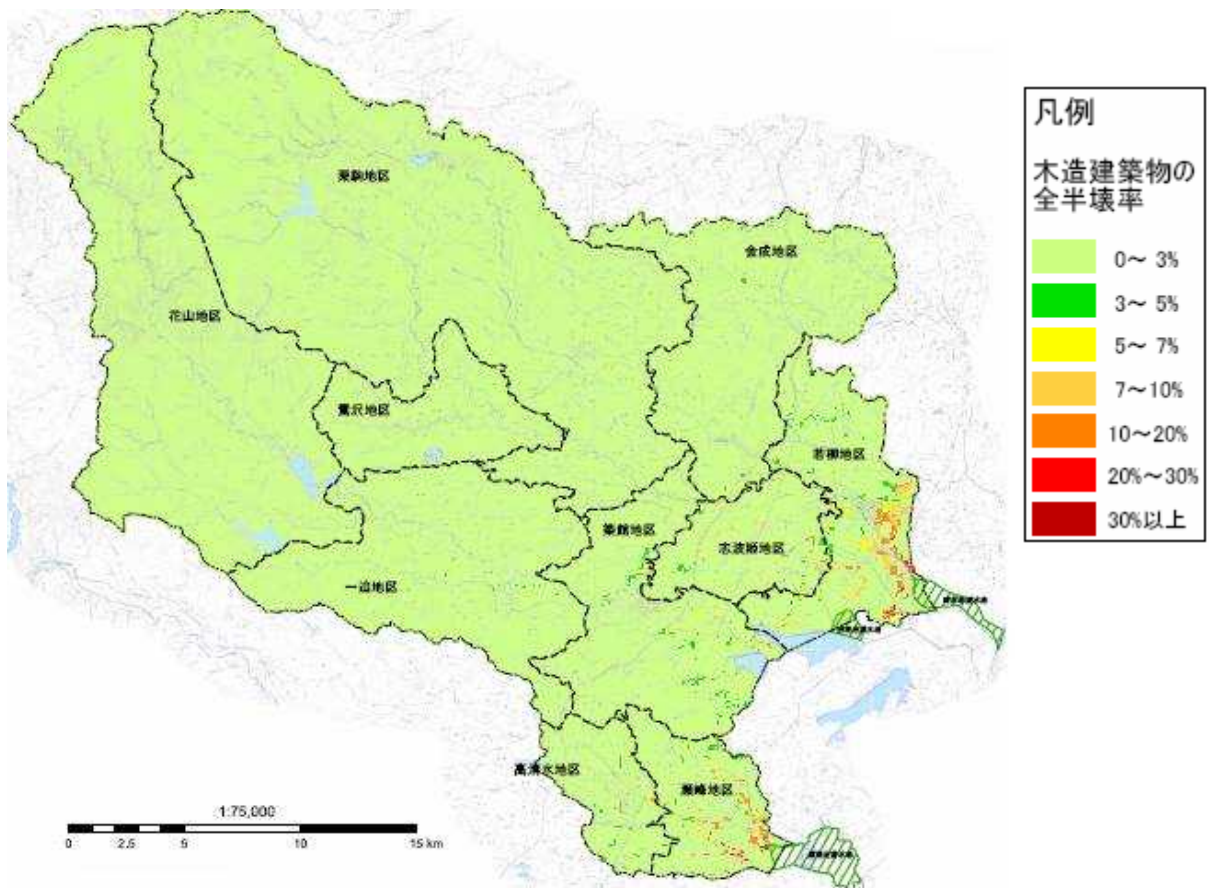 栗駒地区
金成地区
花山地区
鶯沢地区
若柳地区
築館地区
志波姫地区
一迫地区
高清水地区
瀬峰地区
1:75,000
0 2.5 5 10 15 km
凡例
木造建築物の
全半壊率
0~ 3%
3~ 5%
5~ 7%
7~10%
10~20%
20%~30%
30%以上